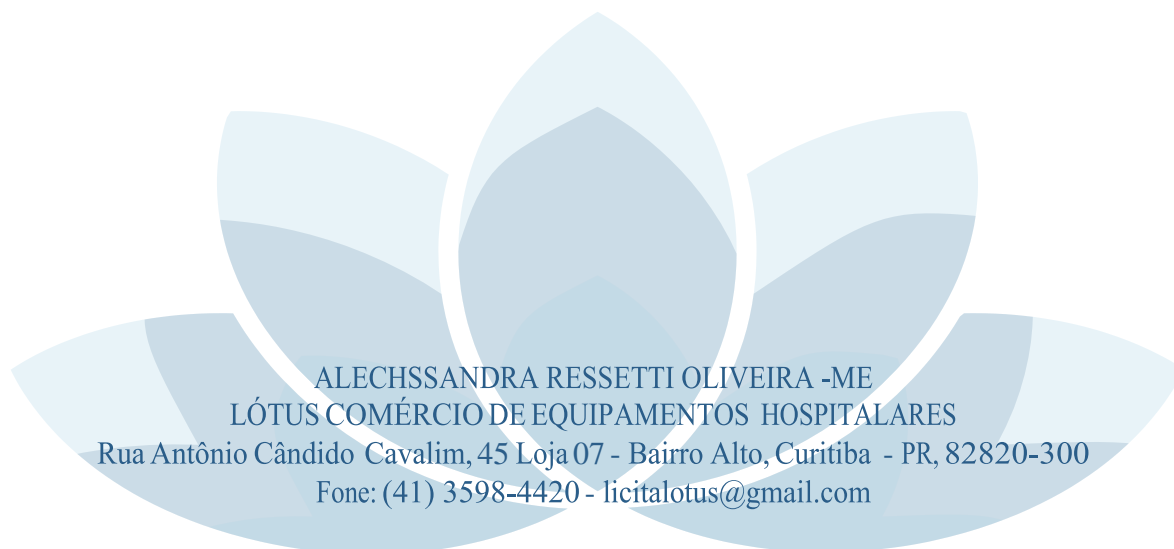 ALECHSSANDRA RESSETTI OLIVEIRA -ME
LÓTUS COMÉRCIO DE EQUIPAMENTOS HOSPITALARES
Rua Antônio Cândido Cavalim, 45 Loja 07 - Bairro Alto, Curitiba - PR, 82820-300
Fone: (41) 3598-4420 - licitalotus@gmail.com